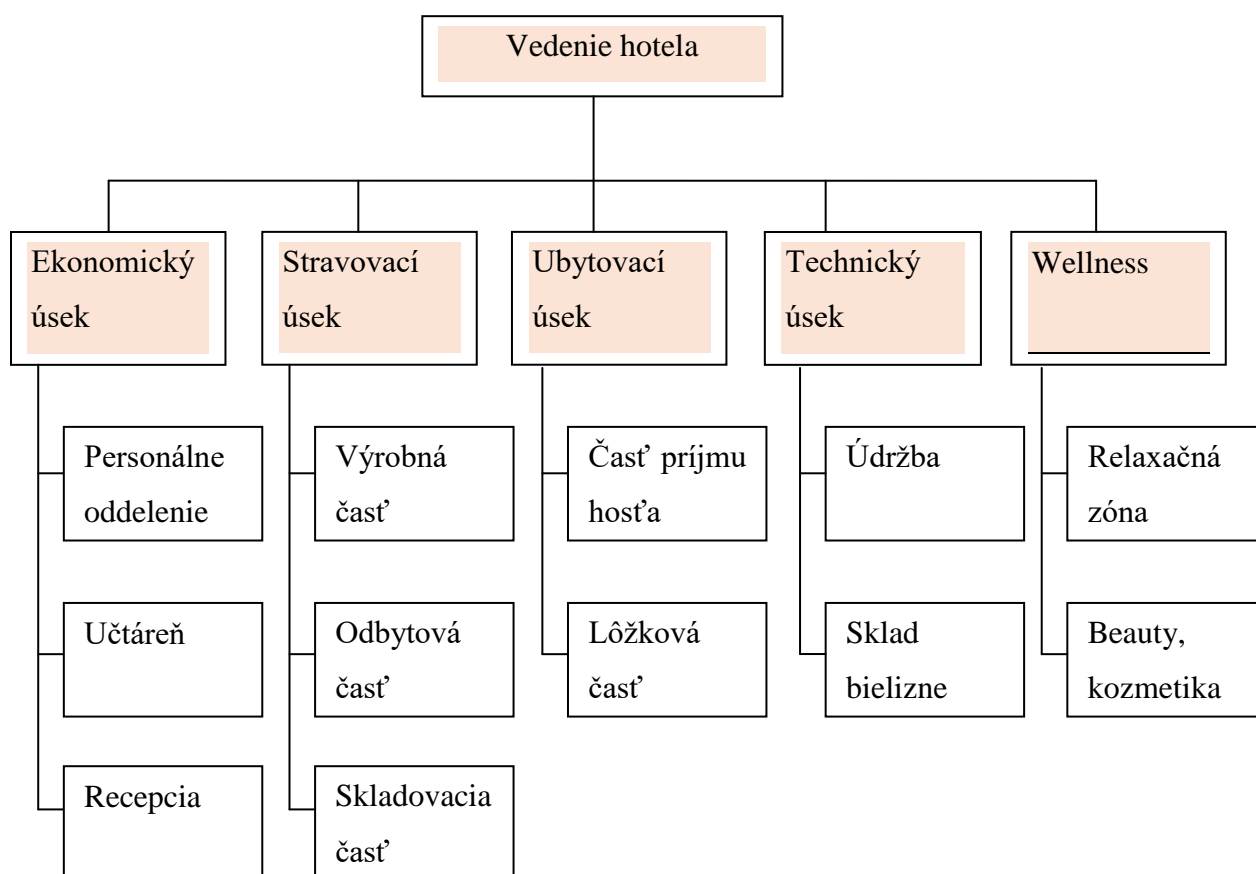 Vedenie hotela
Ekonomický
úsek
Stravovací
úsek
Ubytovací
úsek
Technický
úsek
Wellness
Personálne
oddelenie
Výrobná
časť
Časť príjmu
hosťa
Údržba
Relaxačná
zóna
Učtáreň
Odbytová
časť
Lôžková
časť
Sklad
bielizne
Beauty,
kozmetika
Recepcia
Skladovacia
časť